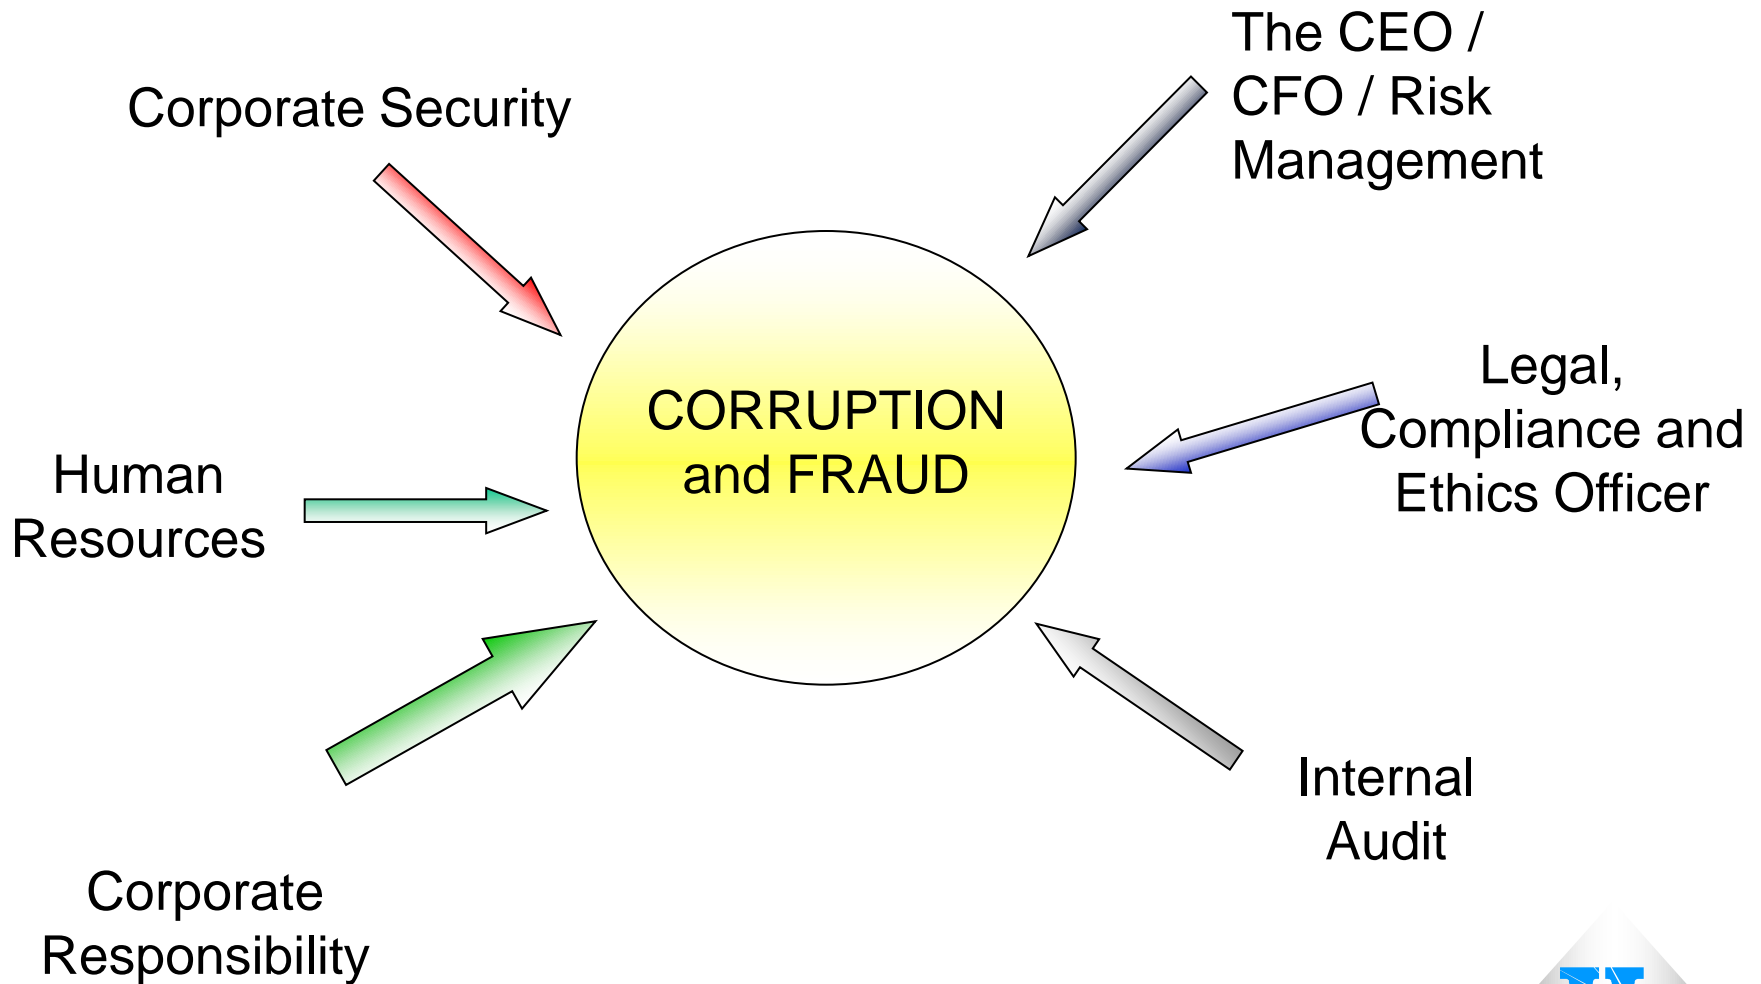 The CEO /
CFO / Risk
Management
Corporate Security
Legal,
Compliance and
Ethics Officer
CORRUPTION
and FRAUD
Human
Resources
Internal
Audit
Corporate
Responsibility